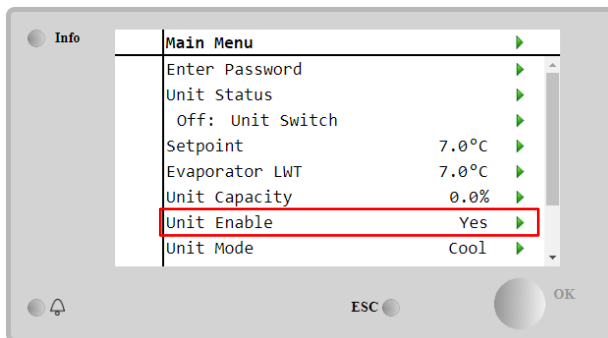 Info
Main Menu
Enter Password
Unit Status
Off: Unit Switch
Setpoint 7.0°C
Evaporator LWT 7.0°C
Unit Capacity 0.0%
Unit Enable Yes
Unit Mode Cool
ESC
OK